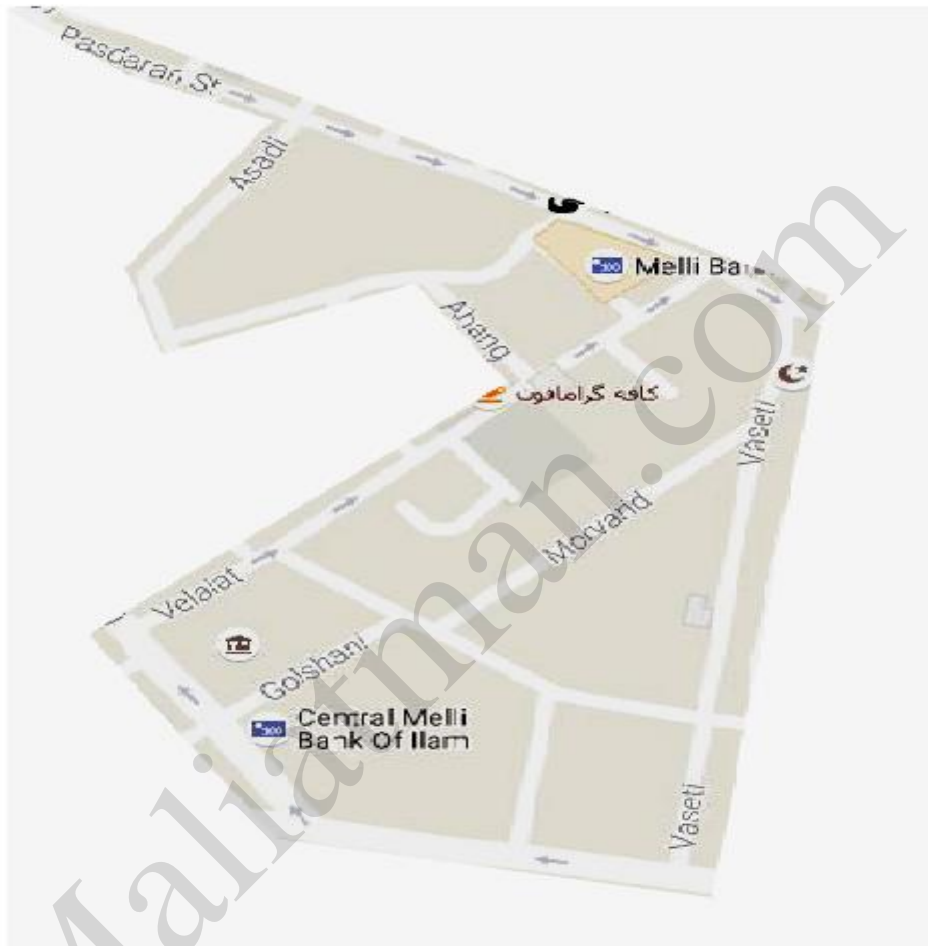 Pasdaran St
Asadi
Melli Ba
Ahang
کافه گرامافون
Vaseti
Morvarid
Velaiat
Golshani
Central Melli
Bank Of Ilam
Vaseti
Maliatman.com